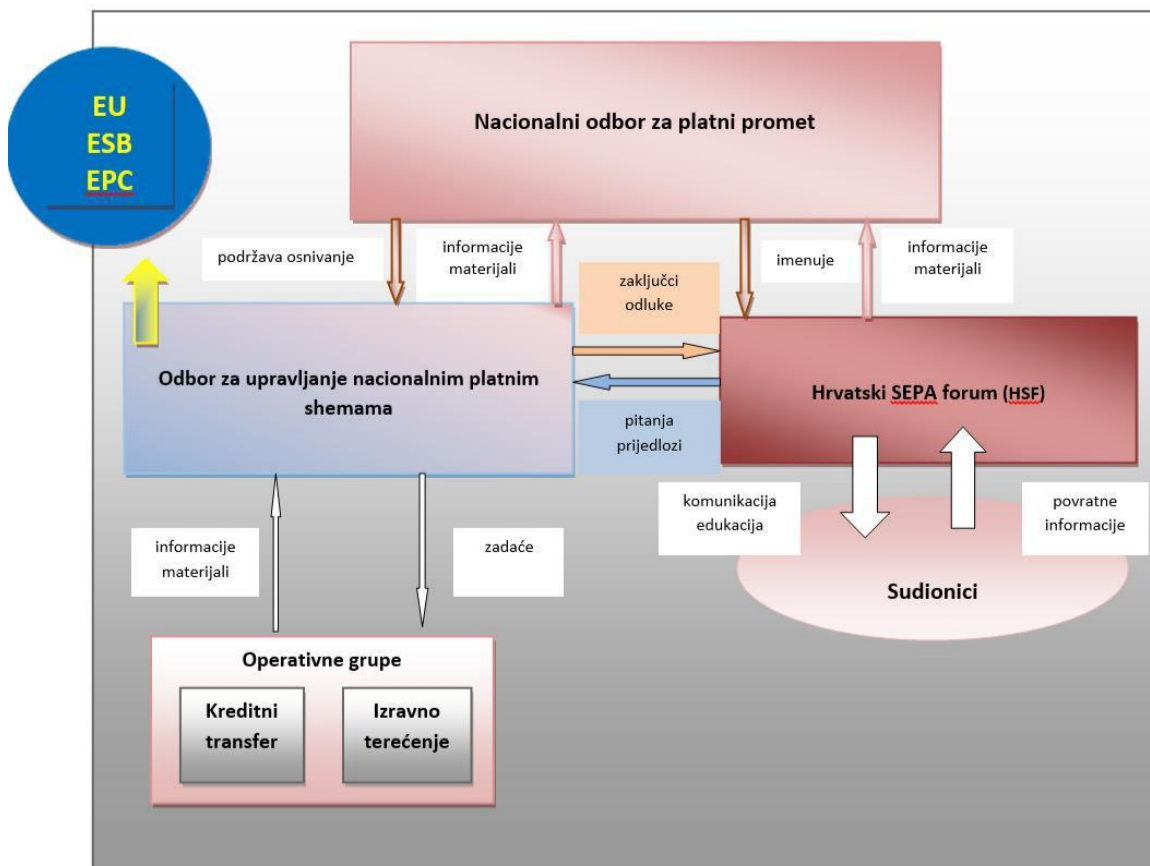 EU
ESB
EPC
Nacionalni odbor za platni promet
podržava osnivanje
informacije
materijali
zaključci
odluke
imenuje
informacije
materijali
Odbor za upravljanje nacionalnim platnim
shemama
Hrvatski SEPA forum (HSF)
pitanja
prijedlozi
komunikacija
edukacija
povratne
informacije
informacije
materijali
zadaće
Sudionici
Operativne grupe
Kreditni
transfer
Izravno
terećenje